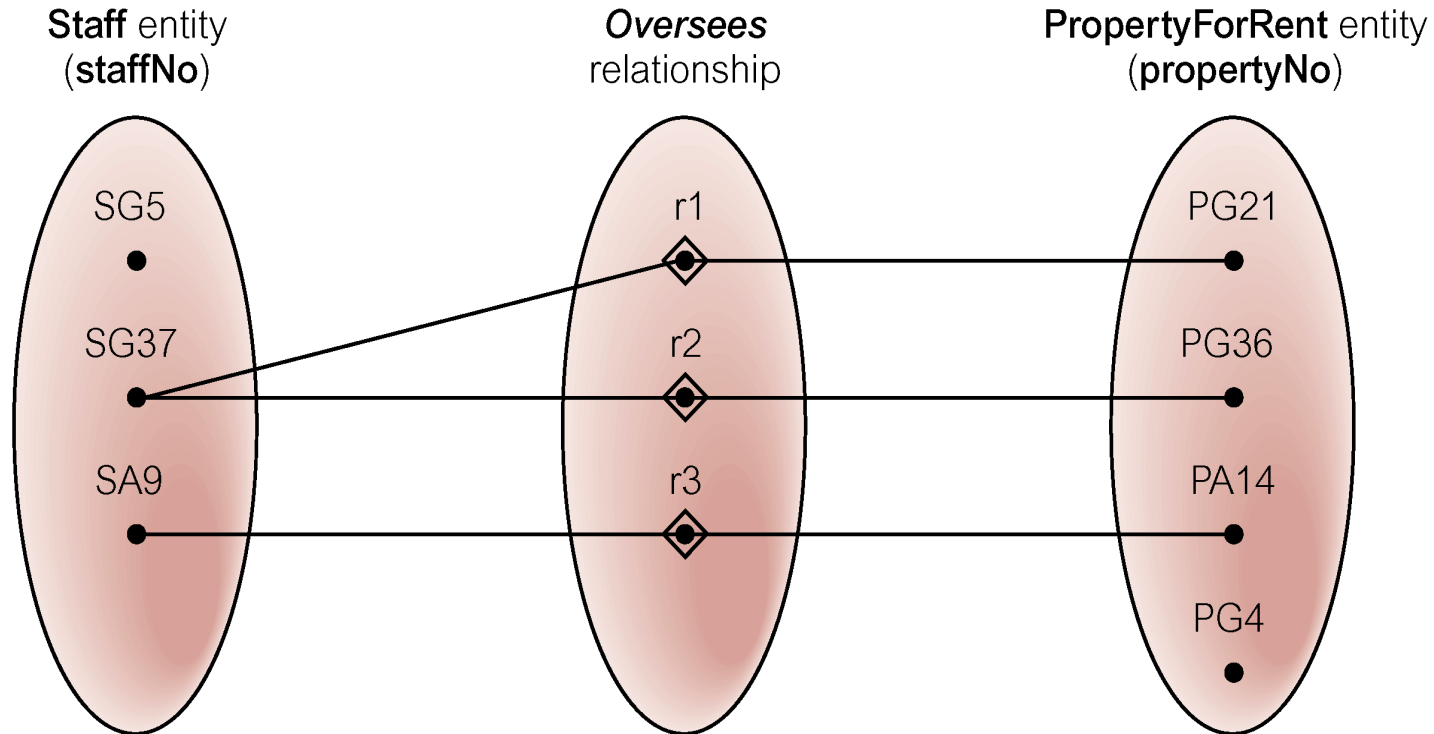 Staff entity
(staffNo)
Oversees
relationship
PropertyForRent entity
(propertyNo)
SG5
r1
PG21
SG37
r2
PG36
SA9
r3
PA14
PG4